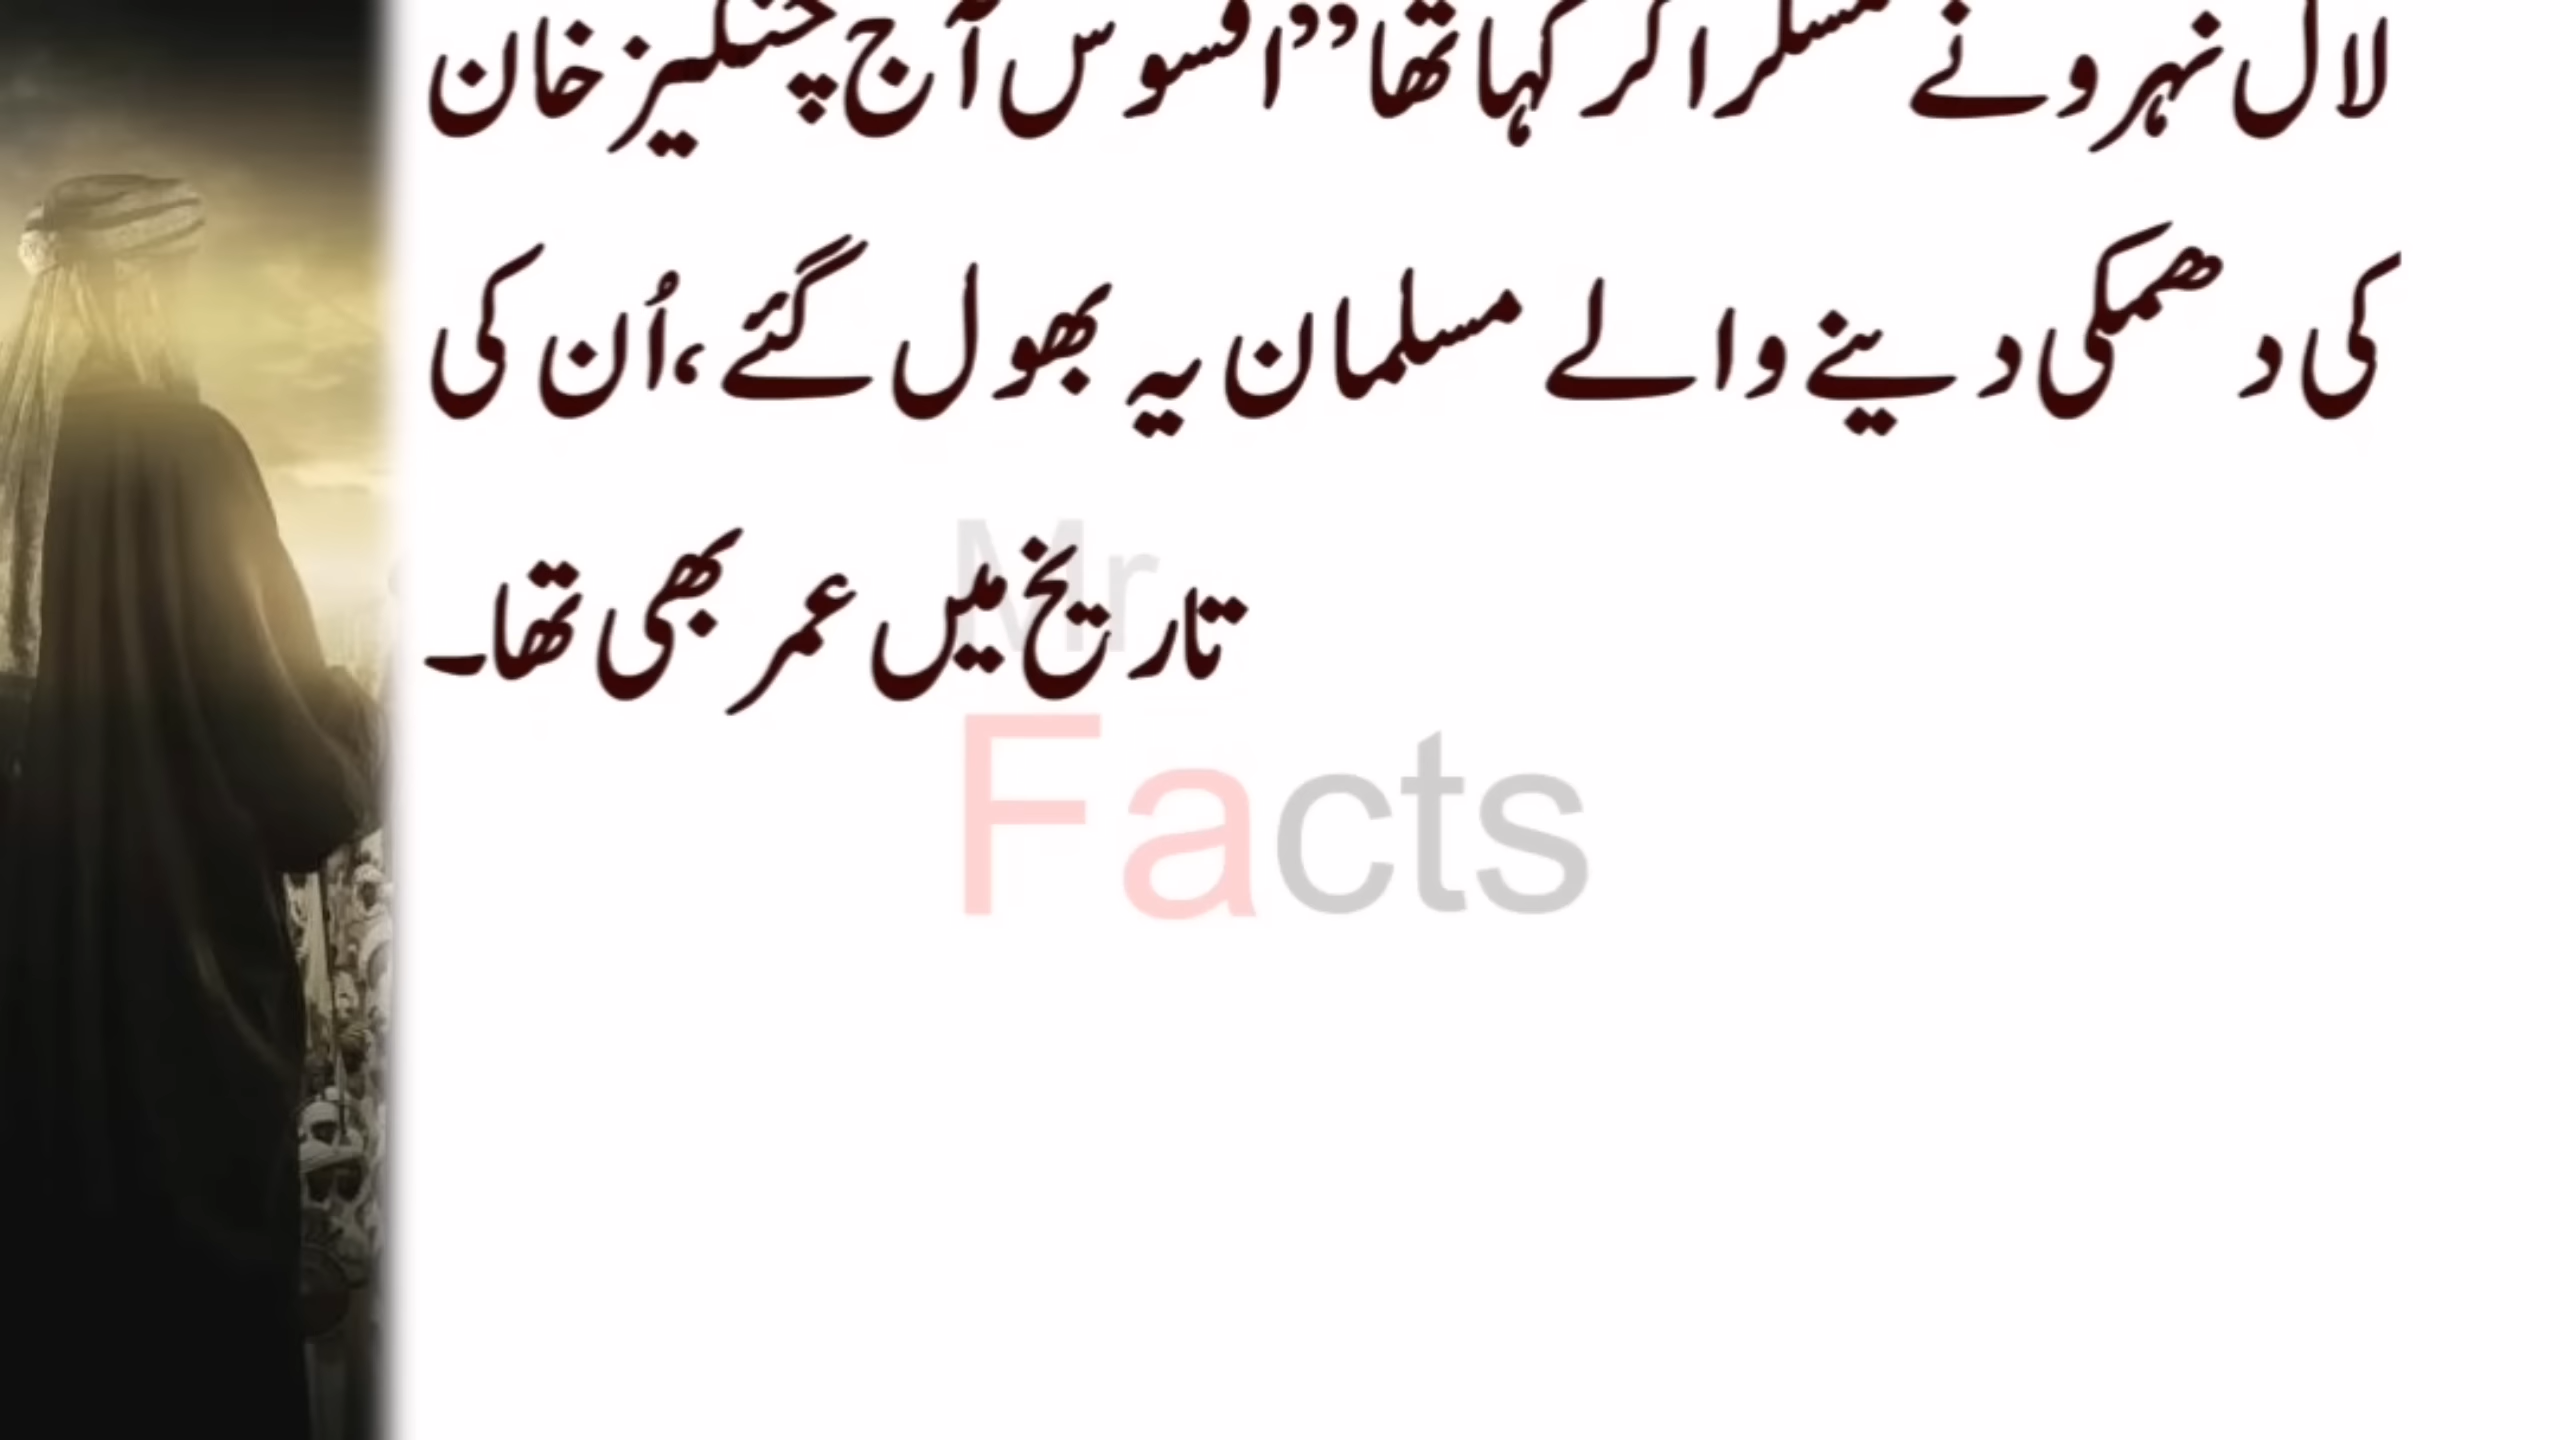 لال نہرو نے مسکرا کر کہا تھا ”افسوس آج چنگیز خان
کی دھمکی دینے والے مسلمان یہ بھول گئے، اُن کی
تاریخ میں عمر بھی تھا۔
Mr
Facts